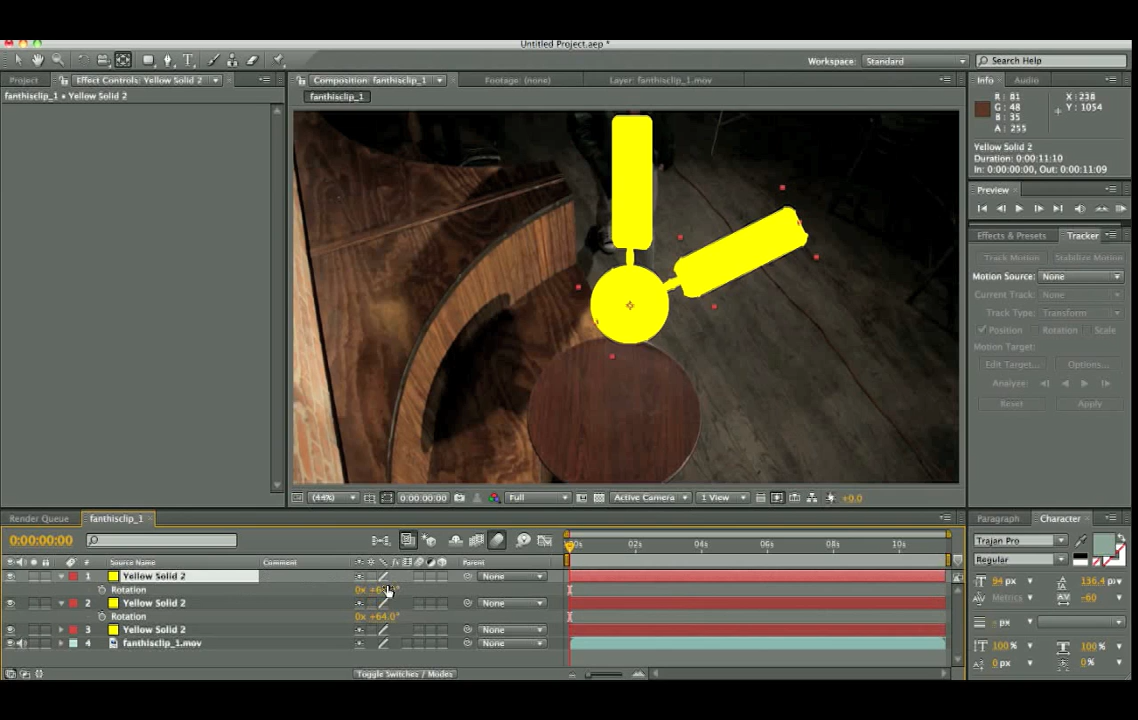 Untitled Project.aep *
Workspace: Standard
Search Help
Project
Effect Controls: Yellow Solid 2
Composition: fanthisclip_1
Footage: (none)
Layer: fanthisclip_1.mov
Info
Audio
fanthisclip_1 • Yellow Solid 2
fanthisclip_1
R : 81
G : 48
B : 35
A : 255
X : 238
Y : 1054
Yellow Solid 2
Duration: 0:00:11:10
In: 0:00:00:00, Out: 0:00:11:09
Preview
Effects & Presets
Tracker
Track Motion
Stabilize Motion
Motion Source: None
Current Track: None
Track Type: Transform
Position
Rotation
Scale
Motion Target:
Edit Target...
Options...
Analyze:
Reset
Apply
(44%)
0:00:00:00
Full
Active Camera
1 View
+0.0
Render Queue
fanthisclip_1
Paragraph
Character
0:00:00:00
02s
04s
06s
08s
10s
Trajan Pro
Regular
# Source Name
Comment
Parent
1 Yellow Solid 2
None
Rotation
2 Yellow Solid 2
None
Rotation
0x +64.0°
3 Yellow Solid 2
None
4 fanthisclip_1.mov
None
94 px
136.4 p
Metrics
-60
- px
100 %
100 %
0 px
0 %
Toggle Switches / Modes